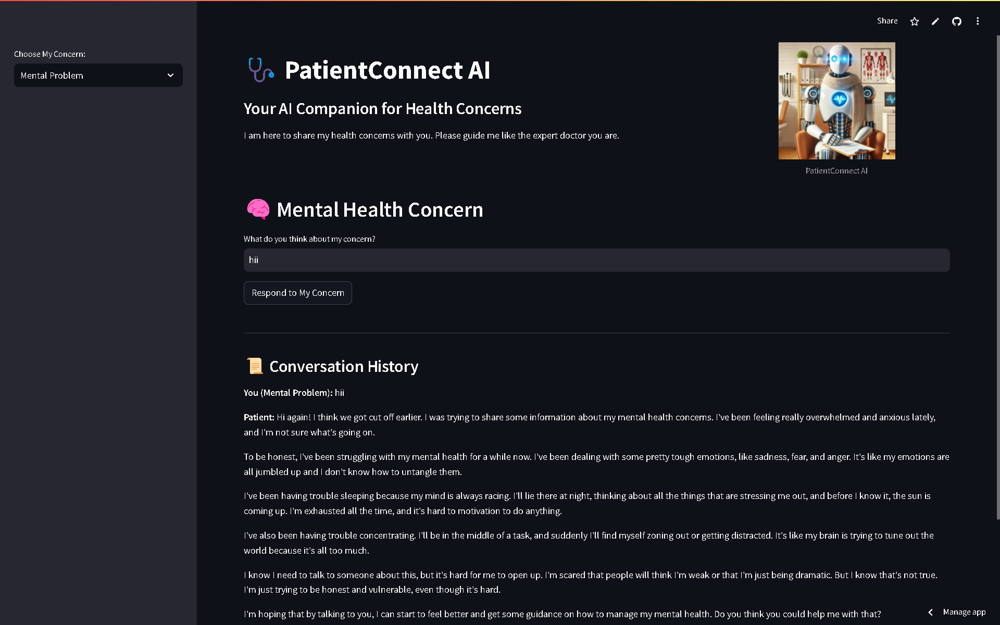 Share
Choose My Concern:
Mental Problem
PatientConnect AI
Your AI Companion for Health Concerns
I am here to share my health concerns with you. Please guide me like the expert doctor you are.
PatientConnect AI
Mental Health Concern
What do you think about my concern?
hii
Respond to My Concern
Conversation History
You (Mental Problem): hii
Patient: Hi again! I think we got cut off earlier. I was trying to share some information about my mental health concerns. I've been feeling really overwhelmed and anxious lately,
and I'm not sure what's going on.
To be honest, I've been struggling with my mental health for a while now. I've been dealing with some pretty tough emotions, like sadness, fear, and anger. It's like my emotions are
all jumbled up and I don't know how to untangle them.
I've been having trouble sleeping because my mind is always racing. I'll lie there at night, thinking about all the things that are stressing me out, and before I know it, the sun is
coming up. I'm exhausted all the time, and it's hard to motivation to do anything.
I've also been having trouble concentrating. I'll be in the middle of a task, and suddenly I'll find myself zoning out or getting distracted. It's like my brain is trying to tune out the
world because it's all too much.
I know I need to talk to someone about this, but it's hard for me to open up. I'm scared that people will think I'm weak or that I'm just being dramatic. But I know that's not true.
I'm just trying to be honest and vulnerable, even though it's hard.
I'm hoping that by talking to you, I can start to feel better and get some guidance on how to manage my mental health. Do you think you could help me with that?
Manage app